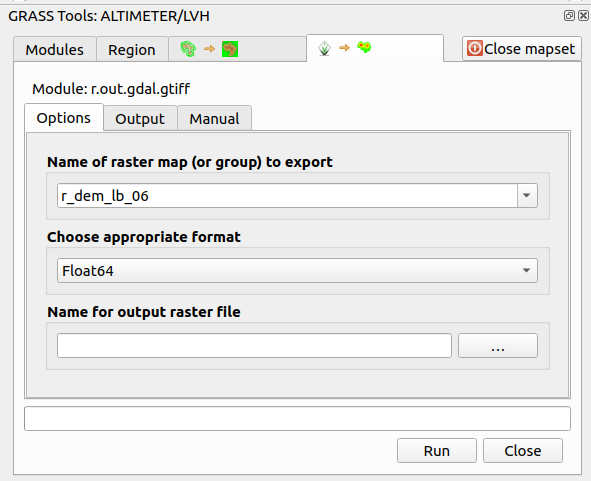 GRASS Tools: ALTIMETER/LVH
Modules Region Close mapset
Module: r.out.gdal.gtiff
Options Output Manual
Name of raster map (or group) to export
r_dem_lb_06
Choose appropriate format
Float64
Name for output raster file
...
Run Close